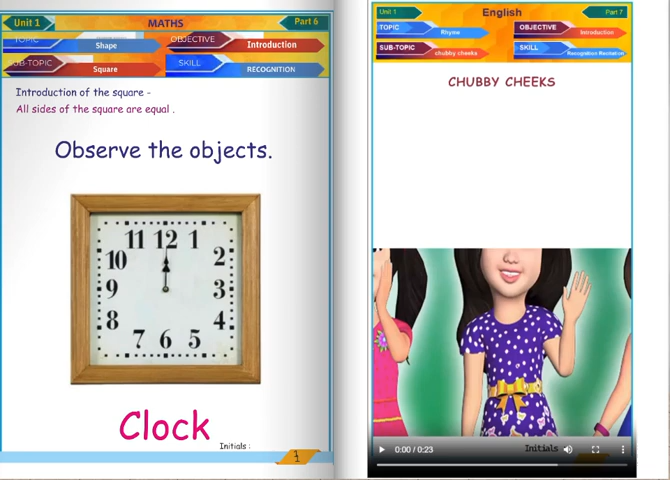 Unit 1
MATHS
Part 6
TOPIC
Shape
OBJECTIVE
Introduction
SUB-TOPIC
Square
SKILL
RECOGNITION
Introduction of the square -
All sides of the square are equal .
Observe the objects.
11 12 1
10 2
9 3
8 4
7 6 5
Clock
Initials :
1
Unit 1
English
Part 7
TOPIC
Rhyme
OBJECTIVE
Introduction
SUB-TOPIC
chubby cheeks
SKILL
Recognition Recitation
CHUBBY CHEEKS
0:00 / 0:23
Initials